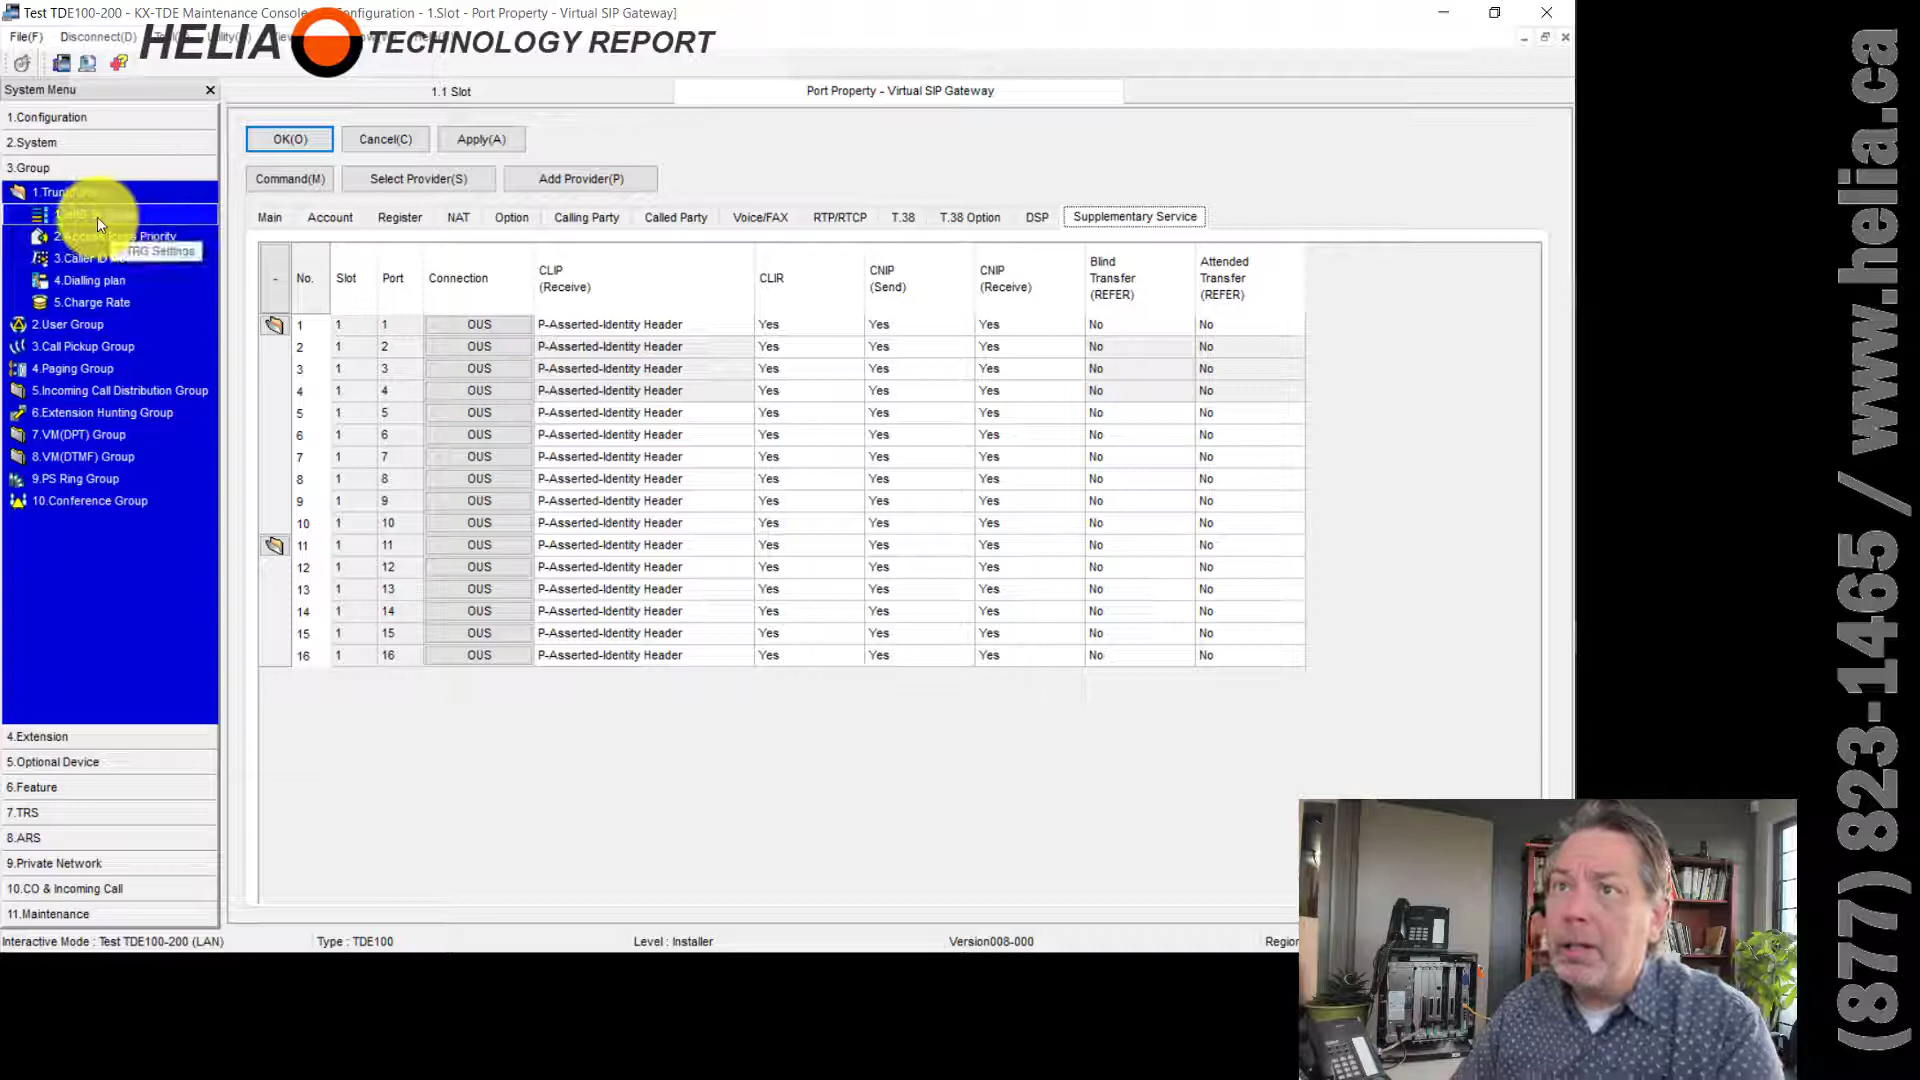 Test TDE100-200 - KX-TDE Maintenance Console
Configuration - 1.Slot - Port Property - Virtual SIP Gateway]
File(F) Disconnect(D)
HELIA TECHNOLOGY REPORT
System Menu
1.Configuration
2.System
3.Group
2.User Group
3.Call Pickup Group
4.Paging Group
5.Incoming Call Distribution Group
6.Extension Hunting Group
7.VM(DPT) Group
8.VM(DTMF) Group
9.PS Ring Group
10.Conference Group
Priority
TRG Settings
3.Caller ID
4.Dialling plan
5.Charge Rate
4.Extension
5.Optional Device
6.Feature
7.TRS
8.ARS
9.Private Network
10.CO & Incoming Call
11.Maintenance
1.1 Slot
Port Property - Virtual SIP Gateway
OK(O) Cancel(C) Apply(A)
Command(M) Select Provider(S) Add Provider(P)
Main Account Register NAT Option Calling Party Called Party Voice/FAX RTP/RTCP T.38 T.38 Option DSP Supplementary Service
- No. Slot Port Connection CLIP (Receive) CLIR CNIP (Send) CNIP (Receive) Blind Transfer (REFER) Attended Transfer (REFER)
1 1 1 OUS P-Asserted-Identity Header Yes Yes Yes No No
2 1 2 OUS P-Asserted-Identity Header Yes Yes Yes No No
3 1 3 OUS P-Asserted-Identity Header Yes Yes Yes No No
4 1 4 OUS P-Asserted-Identity Header Yes Yes Yes No No
5 1 5 OUS P-Asserted-Identity Header Yes Yes Yes No No
6 1 6 OUS P-Asserted-Identity Header Yes Yes Yes No No
7 1 7 OUS P-Asserted-Identity Header Yes Yes Yes No No
8 1 8 OUS P-Asserted-Identity Header Yes Yes Yes No No
9 1 9 OUS P-Asserted-Identity Header Yes Yes Yes No No
10 1 10 OUS P-Asserted-Identity Header Yes Yes Yes No No
11 1 11 OUS P-Asserted-Identity Header Yes Yes Yes No No
12 1 12 OUS P-Asserted-Identity Header Yes Yes Yes No No
13 1 13 OUS P-Asserted-Identity Header Yes Yes Yes No No
14 1 14 OUS P-Asserted-Identity Header Yes Yes Yes No No
15 1 15 OUS P-Asserted-Identity Header Yes Yes Yes No No
16 1 16 OUS P-Asserted-Identity Header Yes Yes Yes No No
Interactive Mode : Test TDE100-200 (LAN) Type : TDE100 Level : Installer Version008-000 Region
(877) 823-1465 / www.helia.ca